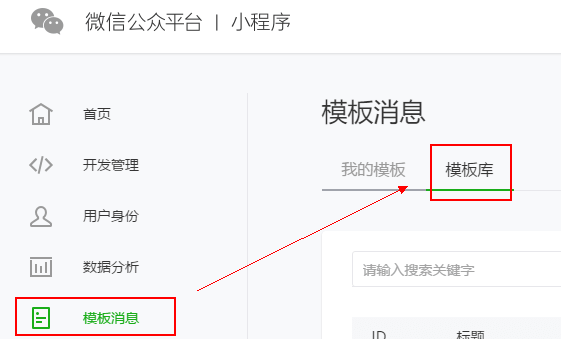 微信公众平台 | 小程序
首页
开发管理
用户身份
数据分析
模板消息
模板消息
我的模板 模板库
请输入搜索关键字
ID 标题